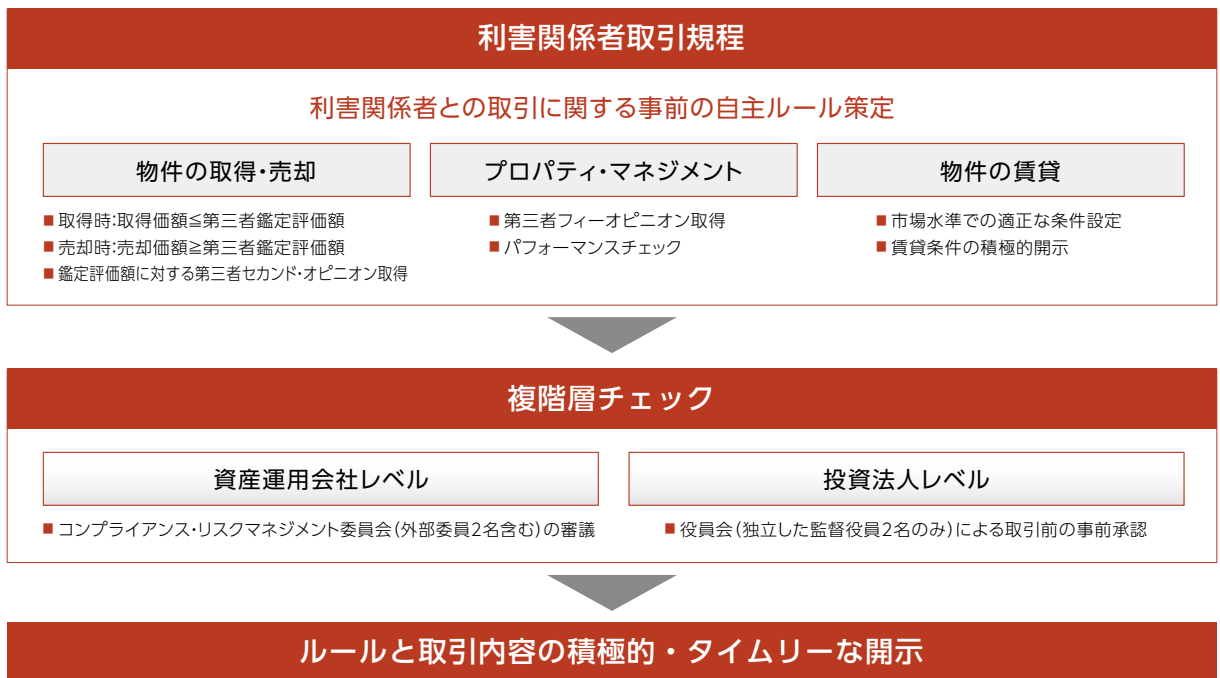 利害関係者取引規程
利害関係者との取引に関する事前の自主ルール策定
物件の取得・売却
■取得時:取得価額≦第三者鑑定評価額
■売却時:売却価額≧第三者鑑定評価額
■鑑定評価額に対する第三者セカンド・オピニオン取得
プロパティ・マネジメント
■第三者フィーオピニオン取得
■パフォーマンスチェック
物件の賃貸
■市場水準での適正な条件設定
■賃貸条件の積極的開示
複階層チェック
資産運用会社レベル
■コンプライアンス・リスクマネジメント委員会(外部委員2名含む)の審議
投資法人レベル
■役員会(独立した監督役員2名のみ)による取引前の事前承認
ルールと取引内容の積極的・タイムリーな開示